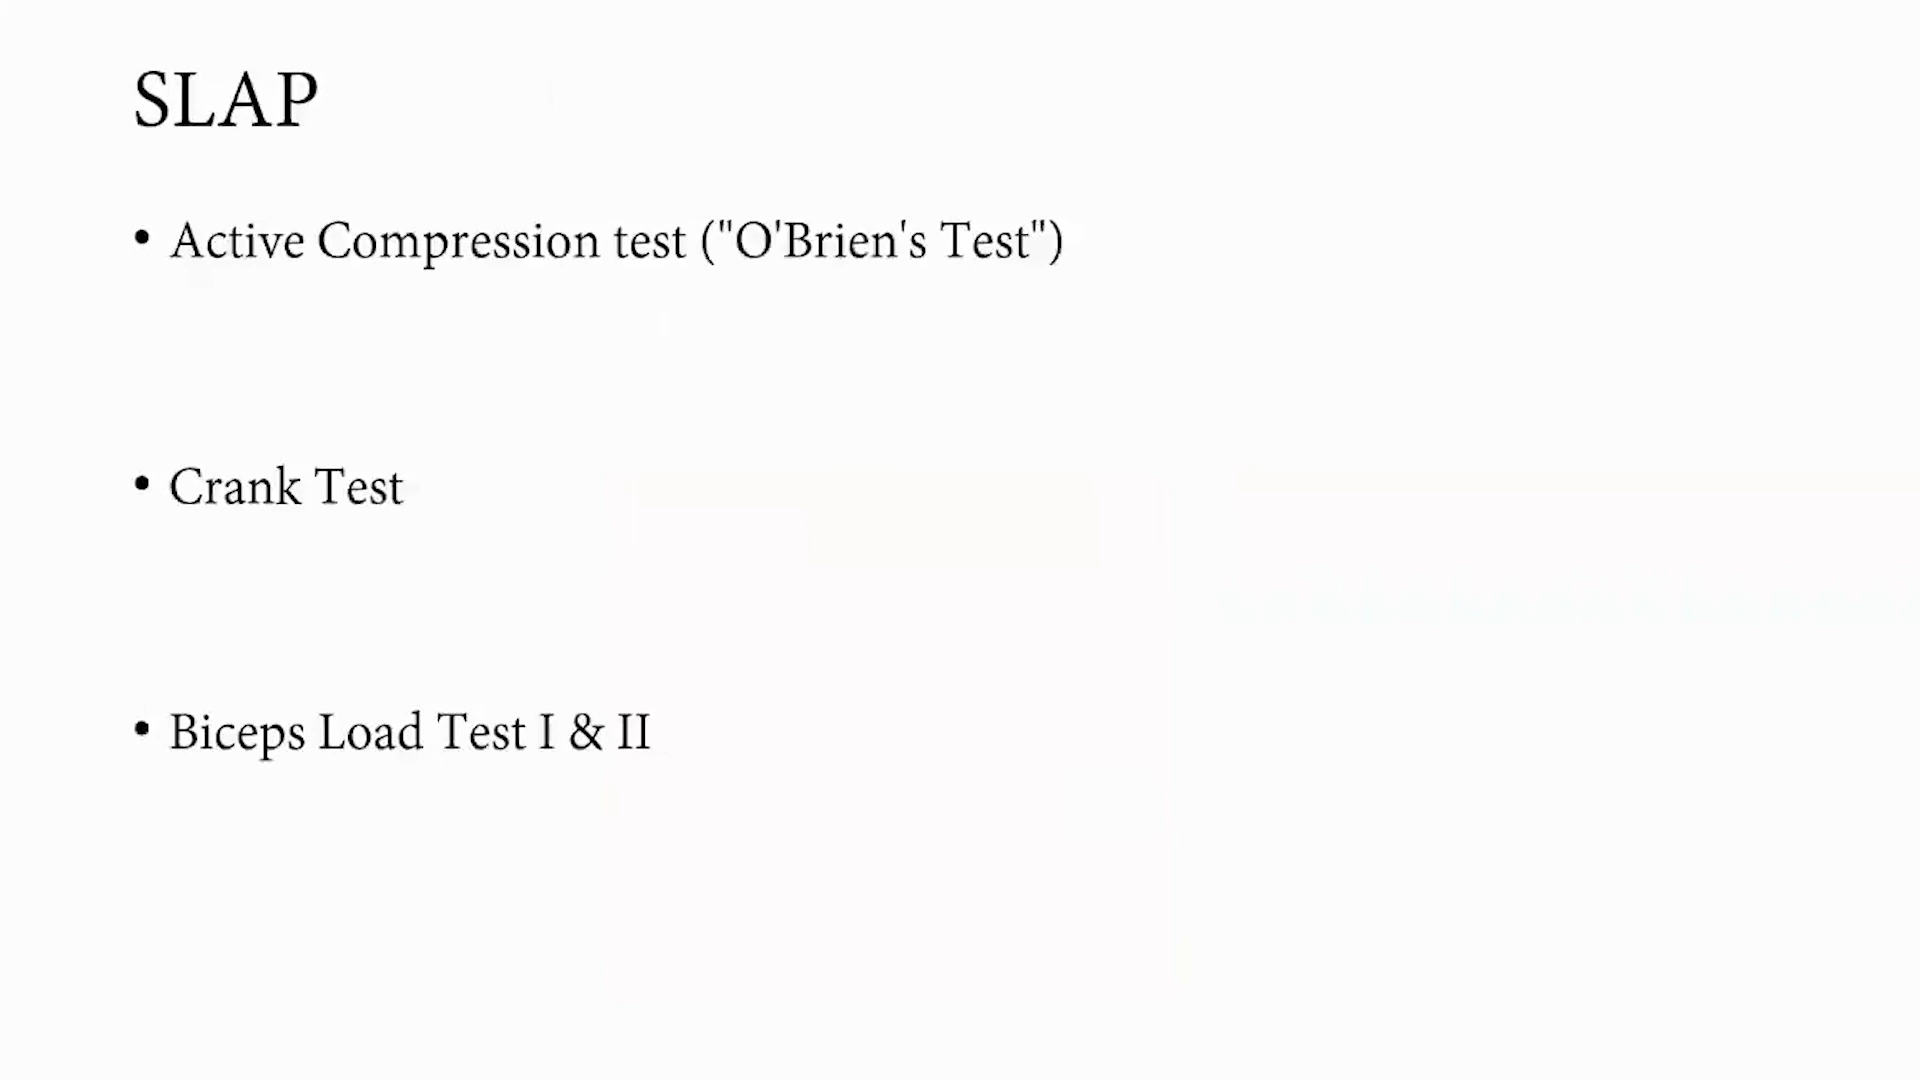 SLAP
• Active Compression test ("O'Brien's Test")
• Crank Test
• Biceps Load Test I & II